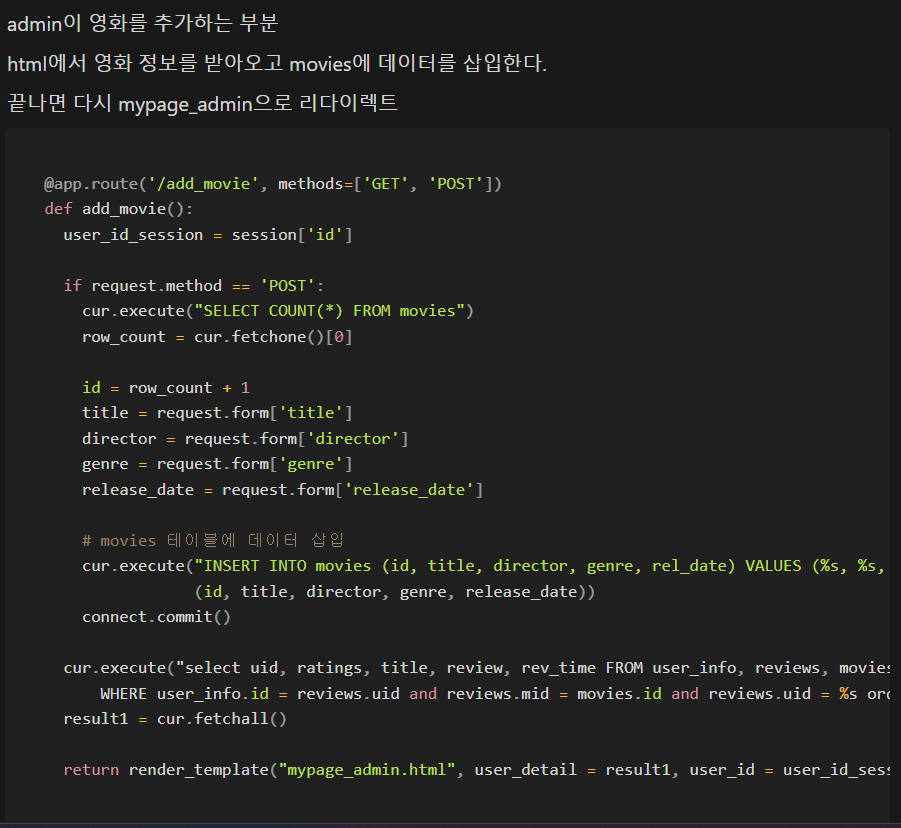 admin이 영화를 추가하는 부분
html에서 영화 정보를 받아오고 movies에 데이터를 삽입한다.
끝나면 다시 mypage_admin으로 리다이렉트
@app.route('/add_movie', methods=['GET', 'POST'])
def add_movie():
  user_id_session = session['id']
  if request.method == 'POST':
    cur.execute("SELECT COUNT(*) FROM movies")
    row_count = cur.fetchone()[0]
    id = row_count + 1
    title = request.form['title']
    director = request.form['director']
    genre = request.form['genre']
    release_date = request.form['release_date']
    # movies 테이블에 데이터 삽입
    cur.execute("INSERT INTO movies (id, title, director, genre, rel_date) VALUES (%s, %s,
                (id, title, director, genre, release_date))
    connect.commit()
  cur.execute("select uid, ratings, title, review, rev_time FROM user_info, reviews, movies
      WHERE user_info.id = reviews.uid and reviews.mid = movies.id and reviews.uid = %s
  result1 = cur.fetchall()
  return render_template("mypage_admin.html", user_detail = result1, user_id =